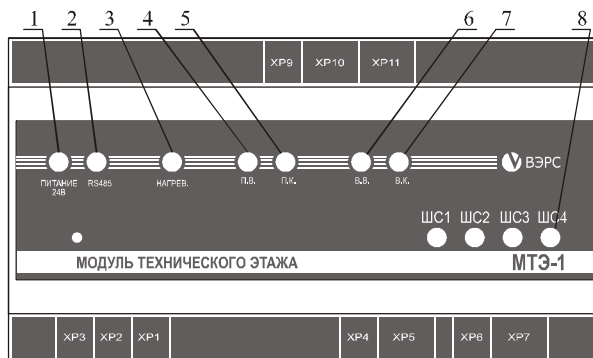 1 2 3 4 5 6 7 8
XP9 XP10 XP11
ВЭРС
ПИТАНИЕ 24В RS485 НАГРЕВ. П.В. П.К. В.В. В.К.
ШС1 ШС2 ШС3 ШС4
МОДУЛЬ ТЕХНИЧЕСКОГО ЭТАЖА МТЭ-1
XP3 XP2 XP1 XP4 XP5 XP6 XP7